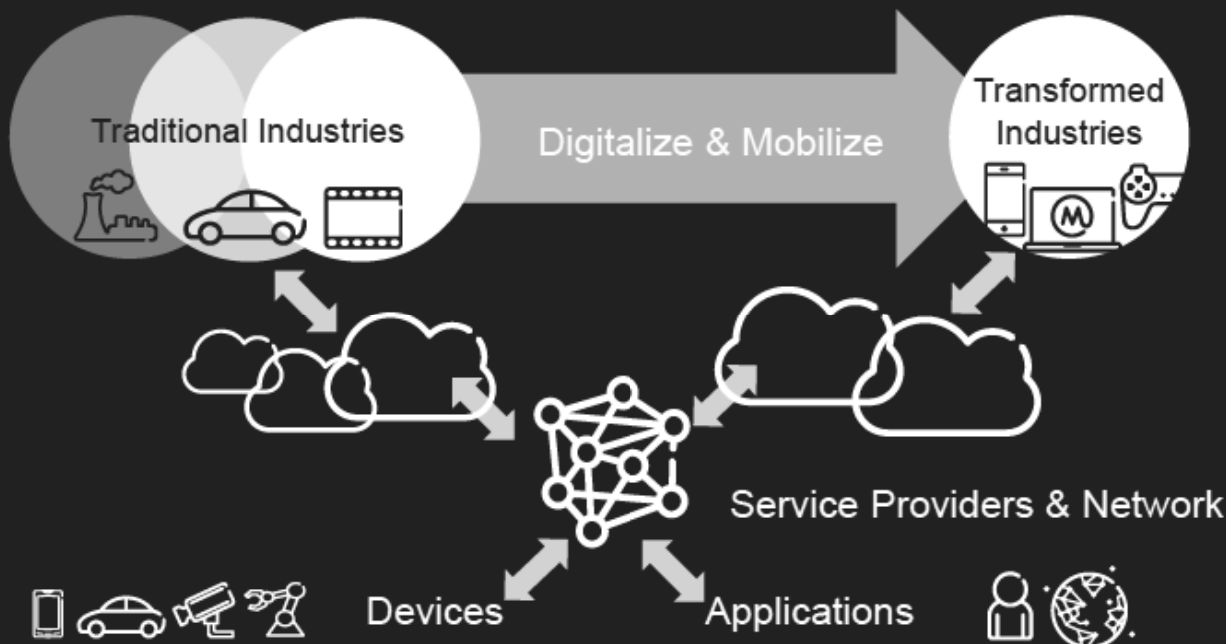 Traditional Industries
Digitalize & Mobilize
Transformed
Industries
M
Service Providers & Network
Devices
Applications